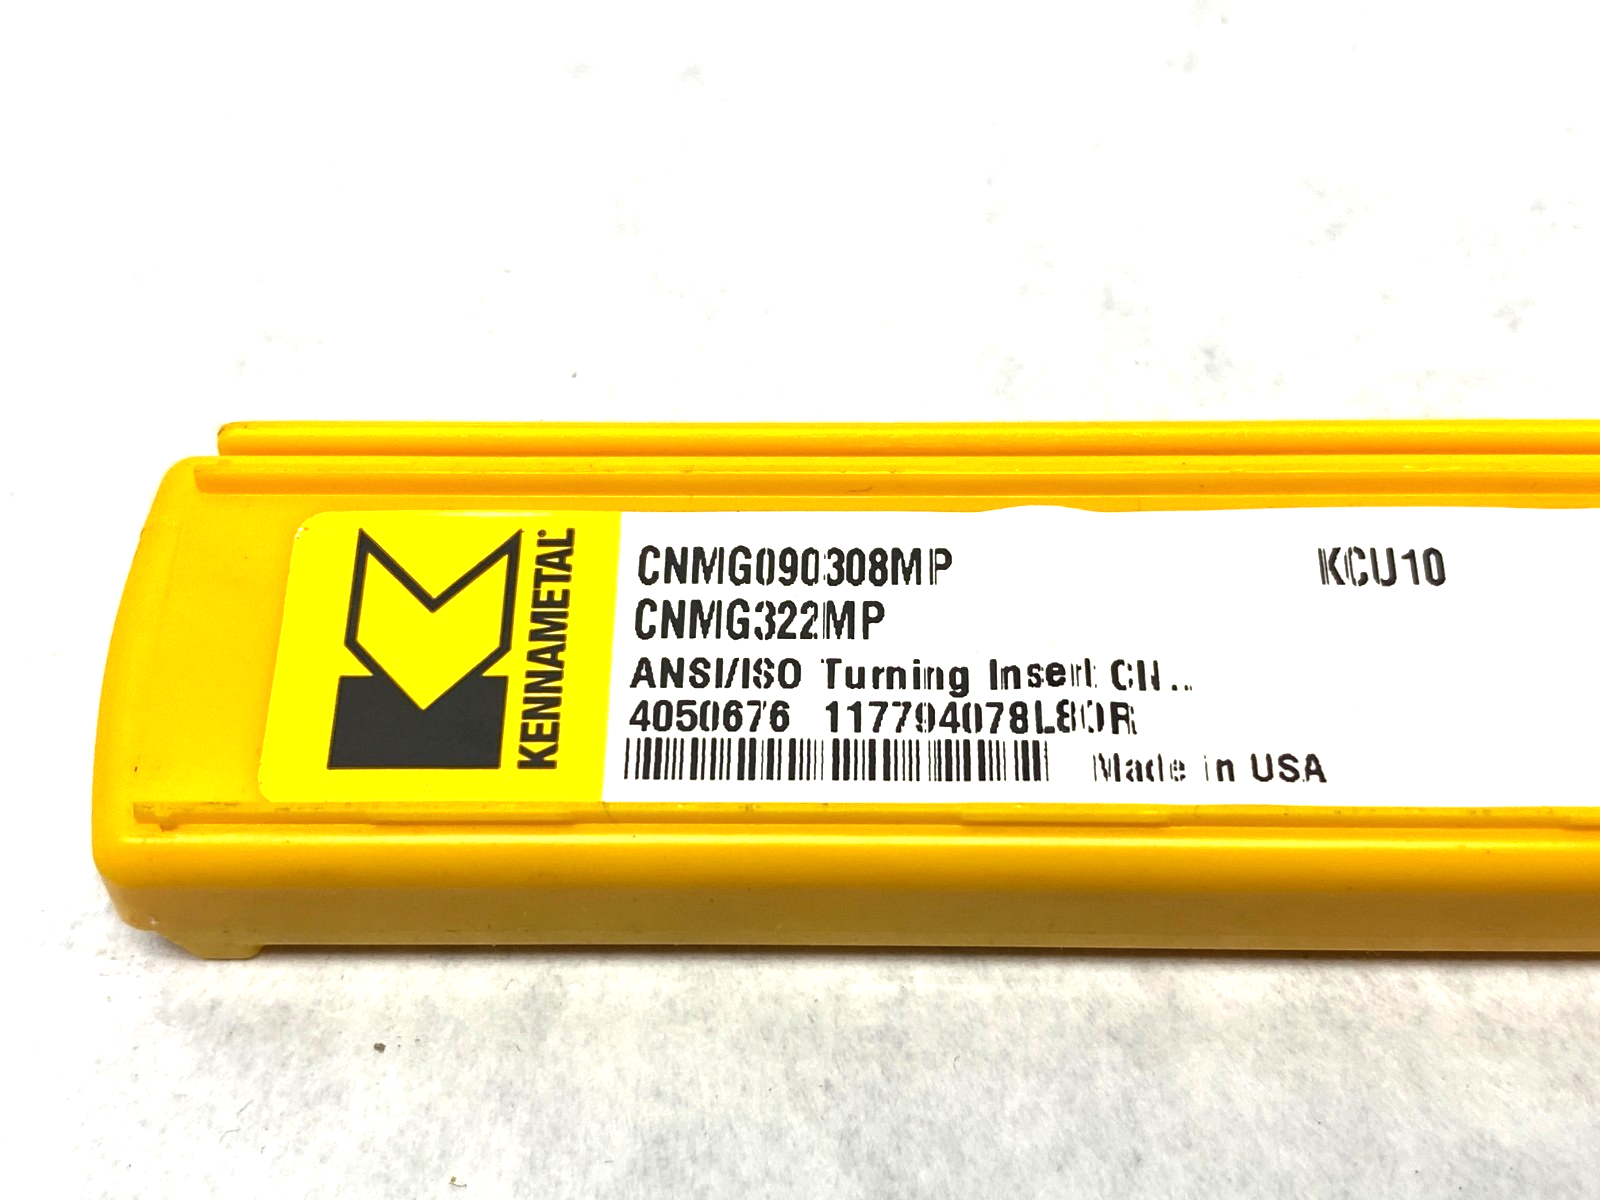 KENNAMETAL
CNMG090308MP KCU10
CNMG322MP
ANSI/ISO Turning Insert CN...
4050676 117794078L80R
Made in USA